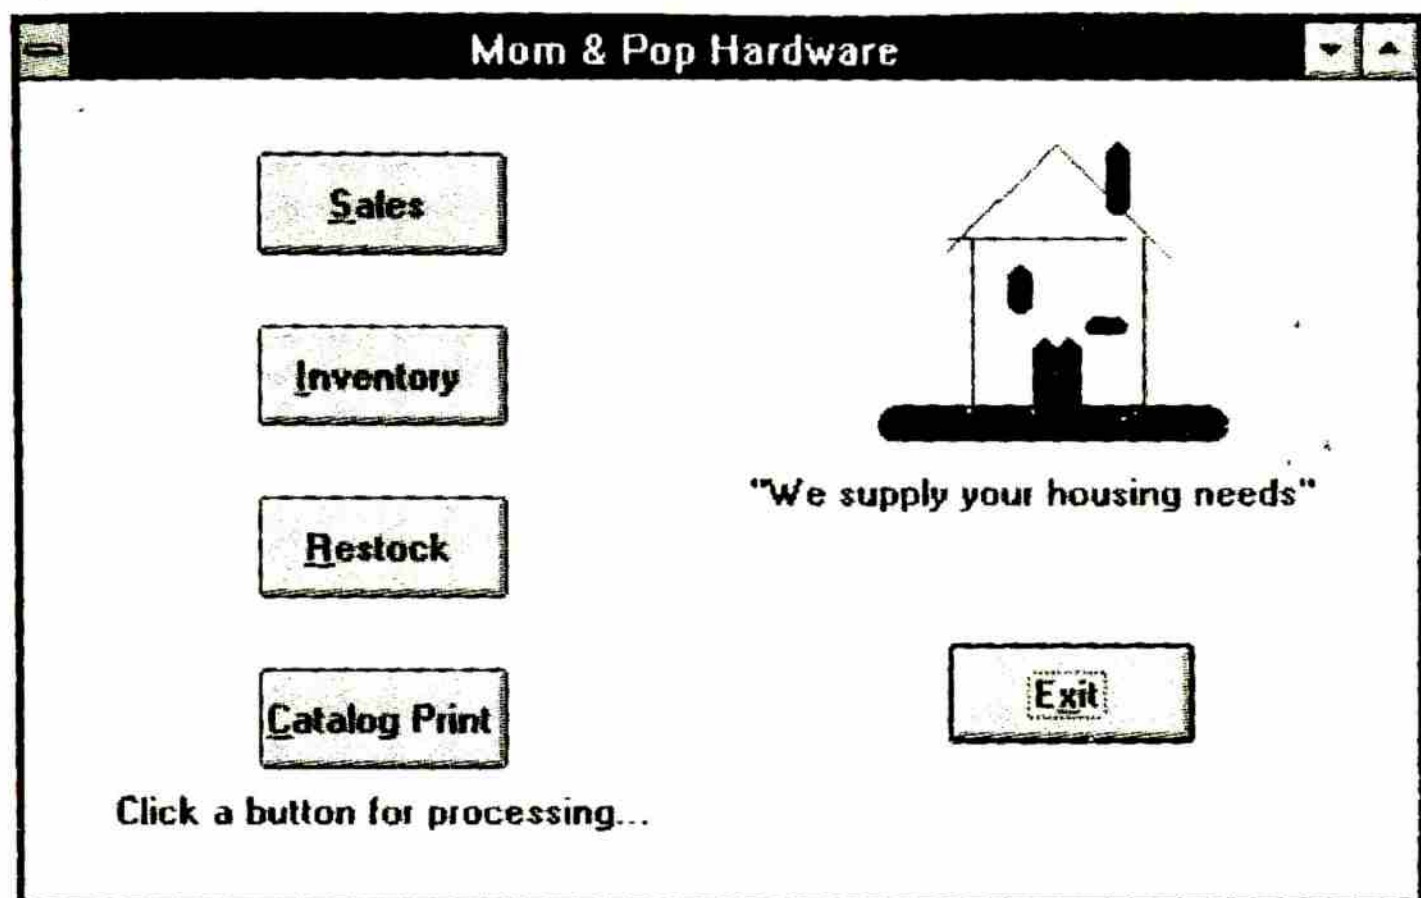 Mom & Pop Hardware
Sales
Inventory
Restock
Catalog Print
Click a button for processing...
"We supply your housing needs"
Exit